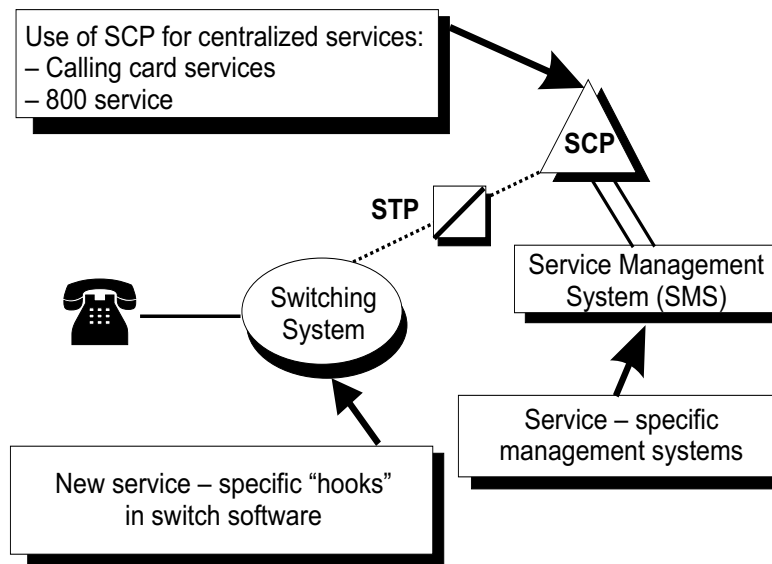 Use of SCP for centralized services:
– Calling card services
– 800 service
SCP
STP
Service Management
System (SMS)
Switching
System
Service – specific
management systems
New service – specific “hooks”
in switch software